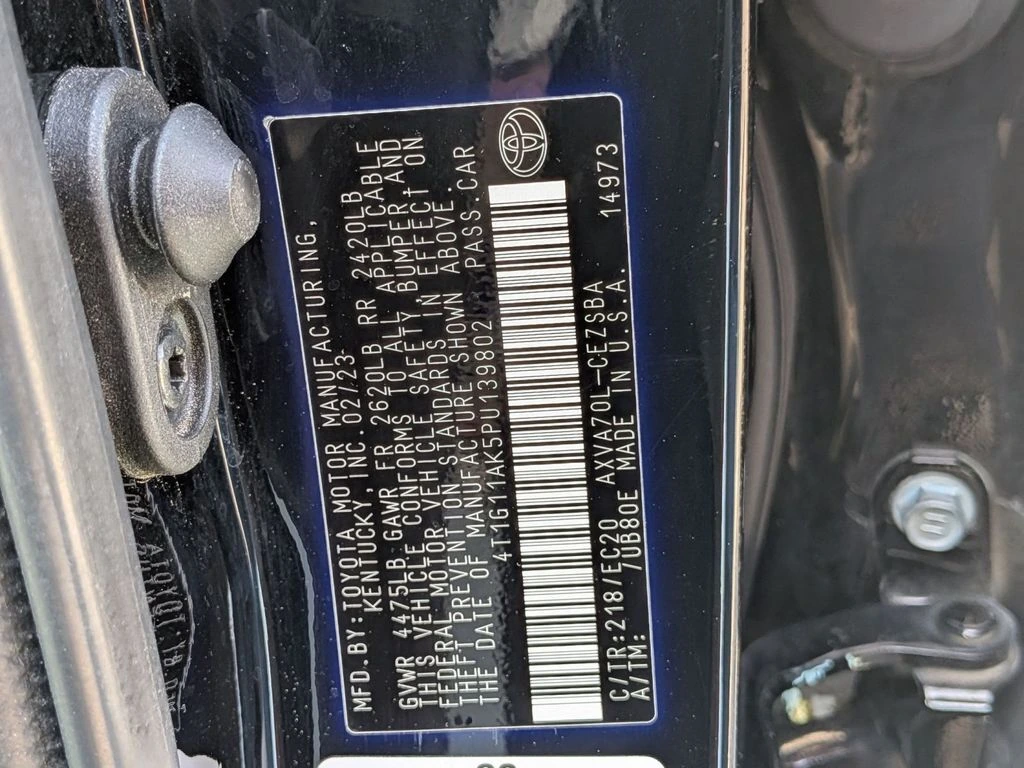 MFD.BY:TOYOTA MOTOR MANUFACTURING,
KENTUCKY, INC. 02/23
GVWR 4475LB GAWR FR 2620LB RR 2420LB
THIS VEHICLE CONFORMS TO ALL APPLICABLE
FEDERAL MOTOR VEHICLE SAFETY,BUMPER AND
THEFT PREVENTION STANDARDS IN EFFECT ON
THE DATE OF MANUFACTURE SHOWN ABOVE.
4T1G11AK5PU139802 PASS.CAR
C/TR:218/EC20 AXVA70L-CEZSBA 14973
A/TM: /UB80E MADE IN U.S.A.